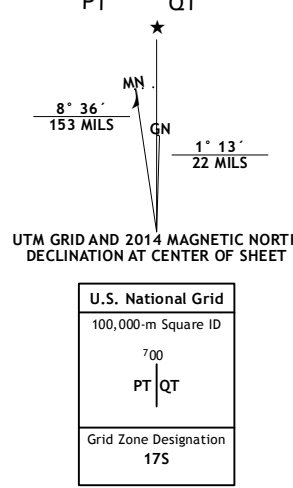 PT QT
MN
8° 36´
153 MILS
GN
1° 13´
22 MILS
UTM GRID AND 2014 MAGNETIC NORTH
DECLINATION AT CENTER OF SHEET
U.S. National Grid
100,000-m Square ID
700
PT QT
Grid Zone Designation
17S